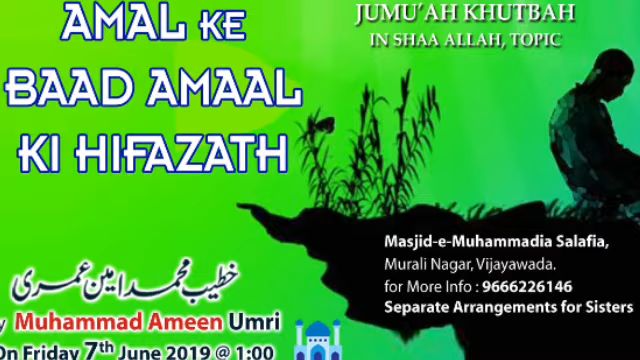 AMAL KE
BAAD AMAAL
KI HIFAZATH
JUMU'AH KHUTBAH
IN SHAA ALLAH, TOPIC
Masjid-e-Muhammadia Salafia,
Murali Nagar, Vijayawada.
for More Info : 9666226146
Separate Arrangements for Sisters
خطیب محمد امین عمری
y Muhammad Ameen Umri
On Friday 7th June 2019 @ 1:00